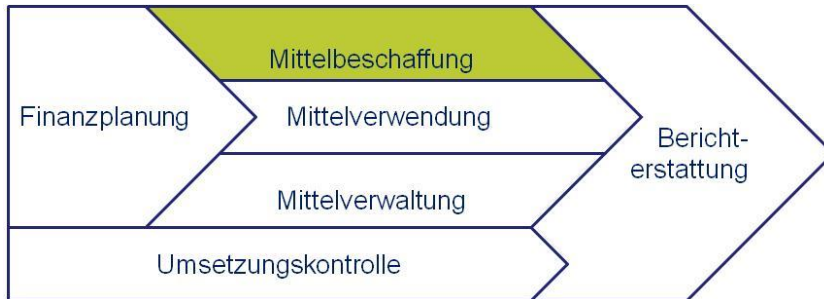 Mittelbeschaffung
Finanzplanung
Mittelverwendung
Bericht-
erstattung
Mittelverwaltung
Umsetzungskontrolle